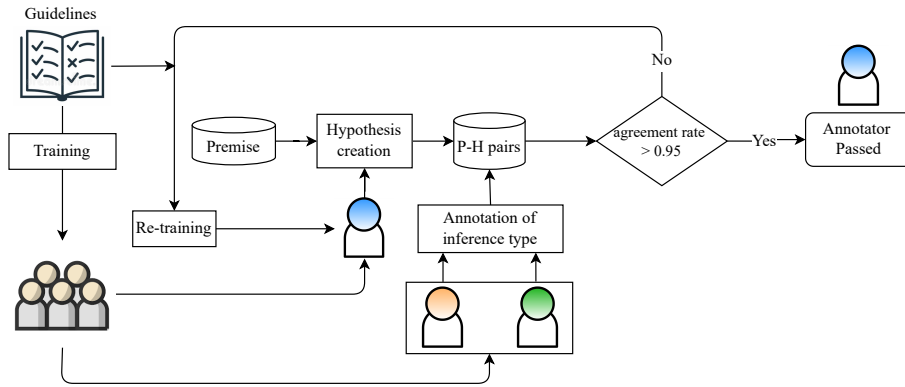 Guidelines
No
Hypothesis
creation
Premise
P-H pairs
agreement rate
> 0.95
Yes
Annotator
Passed
Training
Re-training
Annotation of
inference type